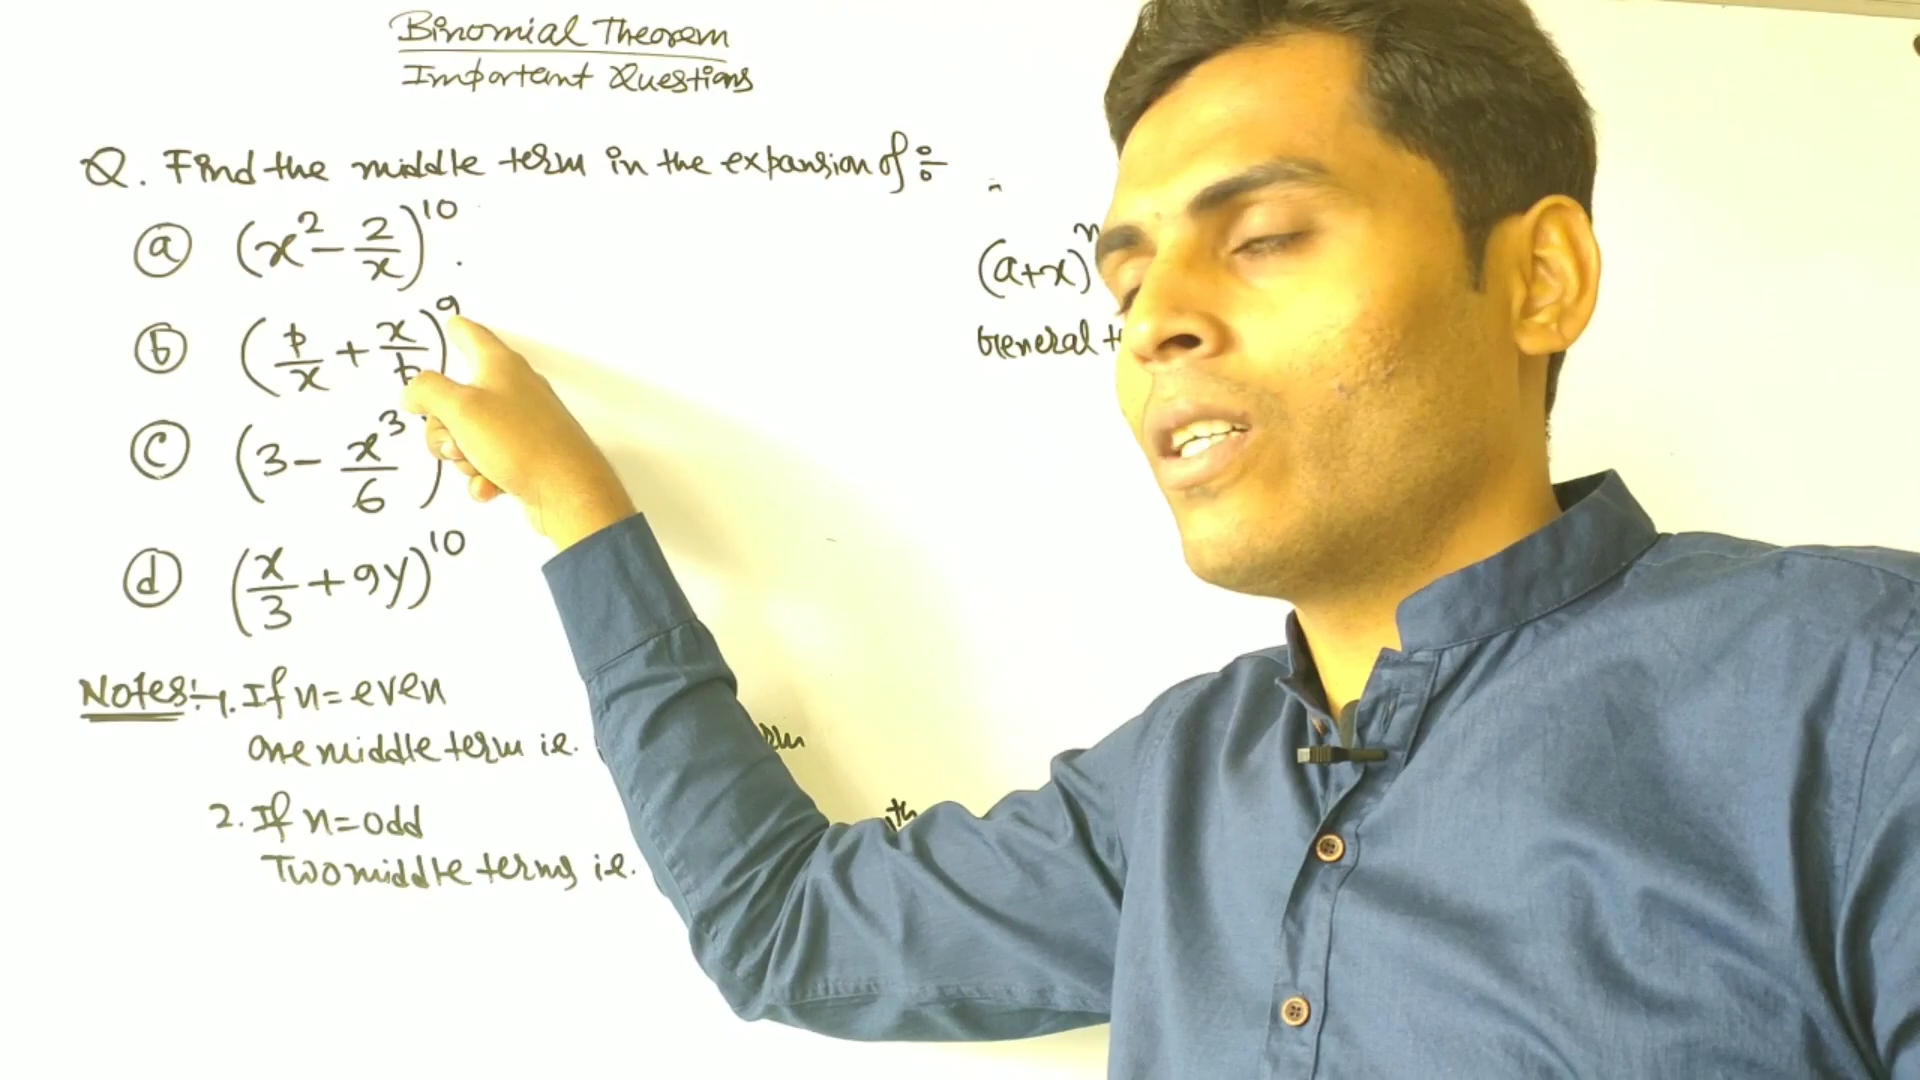 Binomial Theorem
Important Questions
Q. Find the middle term in the expansion of :-
(a) (x² - 2/x)¹⁰.
(b) (p/x + x/p)⁹
(c) (3 - x³/6)
(d) (x/3 + 9y)¹⁰
Notes:- 1. If n = even
One middle term i.e.
2. If n = odd
Two middle terms i.e.
th
(a+x)ⁿ
General